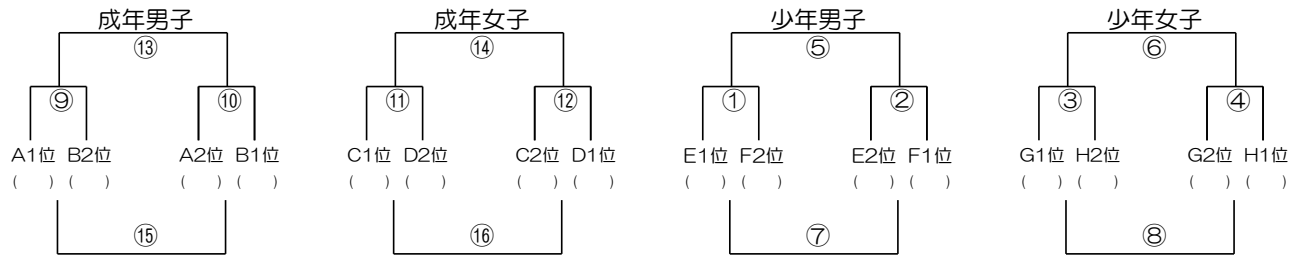 成年男子 成年女子 少年男子 少年女子
⑬ ⑭ ⑤ ⑥
⑨ ⑩ ⑪ ⑫ ① ② ③ ④
A1位 B2位 A2位 B1位 C1位 D2位 C2位 D1位 E1位 F2位 E2位 F1位 G1位 H2位 G2位 H1位
( ) ( ) ( ) ( ) ( ) ( ) ( ) ( ) ( ) ( ) ( ) ( ) ( ) ( ) ( ) ( )
⑮ ⑯ ⑦ ⑧